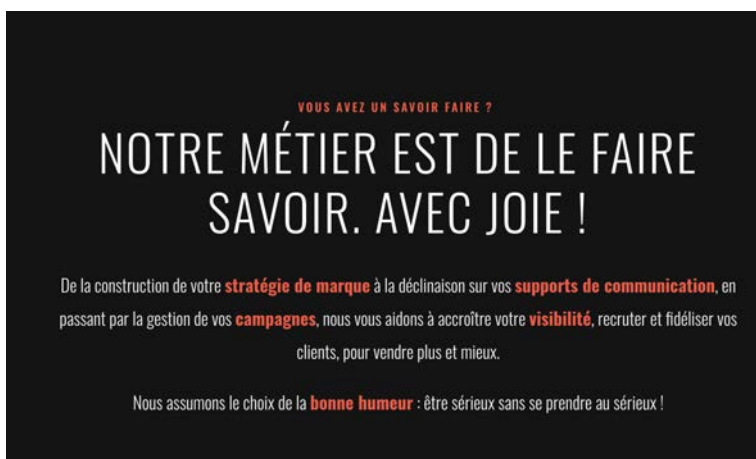 VOUS AVEZ UN SAVOIR FAIRE ?
NOTRE MÉTIER EST DE LE FAIRE
SAVOIR. AVEC JOIE !
De la construction de votre stratégie de marque à la déclinaison sur vos supports de communication, en
passant par la gestion de vos campagnes, nous vous aidons à accroître votre visibilité, recruter et fidéliser vos
clients, pour vendre plus et mieux.
Nous assumons le choix de la bonne humeur : être sérieux sans se prendre au sérieux !